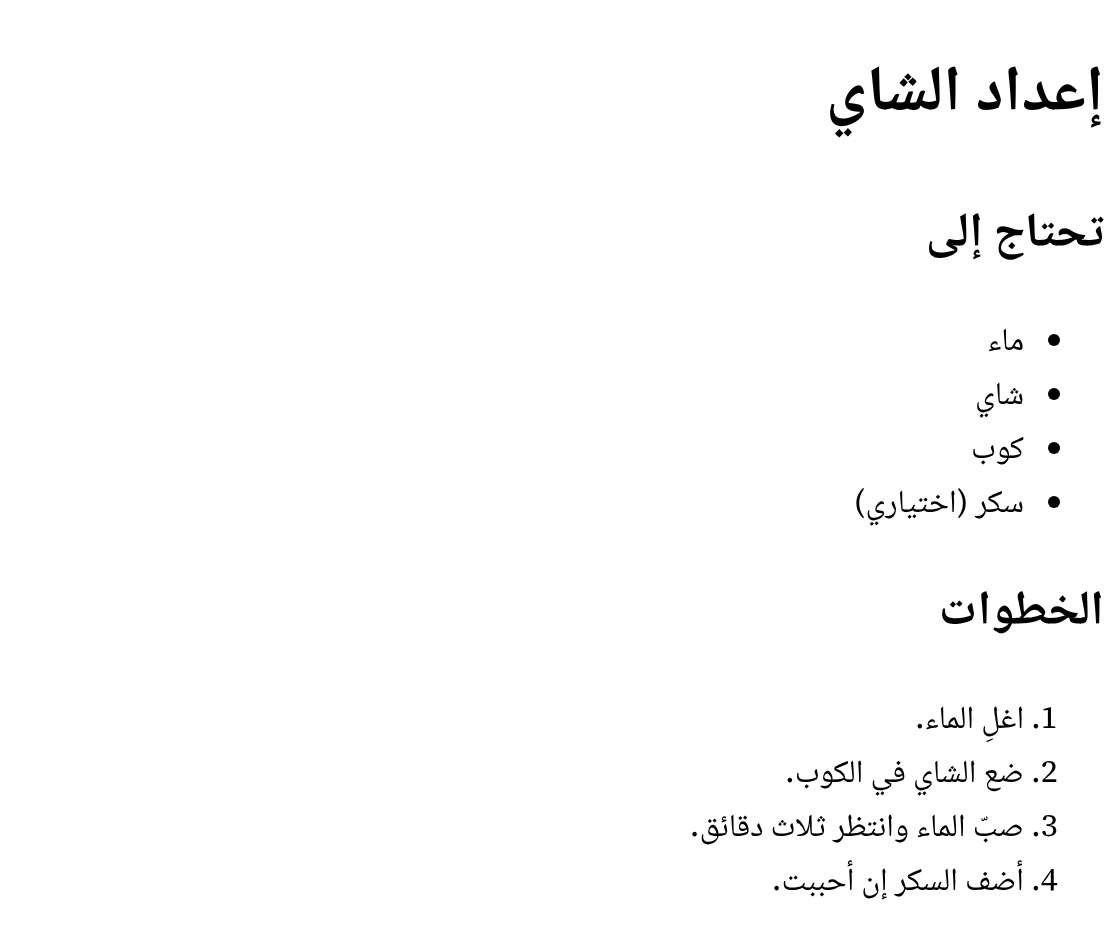 إعداد الشاي
تحتاج إلى
• ماء
• شاي
• كوب
• سكر (اختياري)
الخطوات
1. اغلِ الماء.
2. ضع الشاي في الكوب.
3. صبّ الماء وانتظر ثلاث دقائق.
4. أضف السكر إن أحببت.